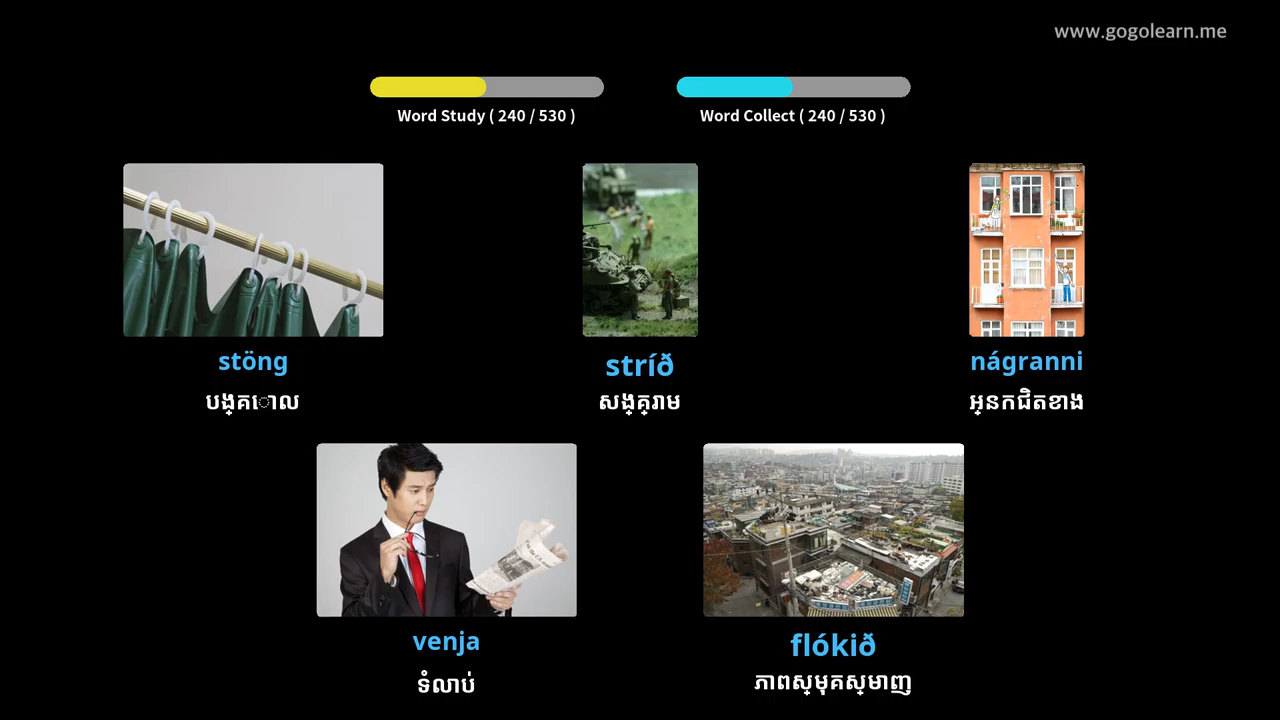 www.gogolearn.me
Word Study ( 240 / 530 )
Word Collect ( 240 / 530 )
stöng
stríð
nágranni
បង្គោល
សង្គ្រាម
អ្នកជិតខាង
venja
flókið
ទំលាប់
ភាពស្មុគស្មាញ